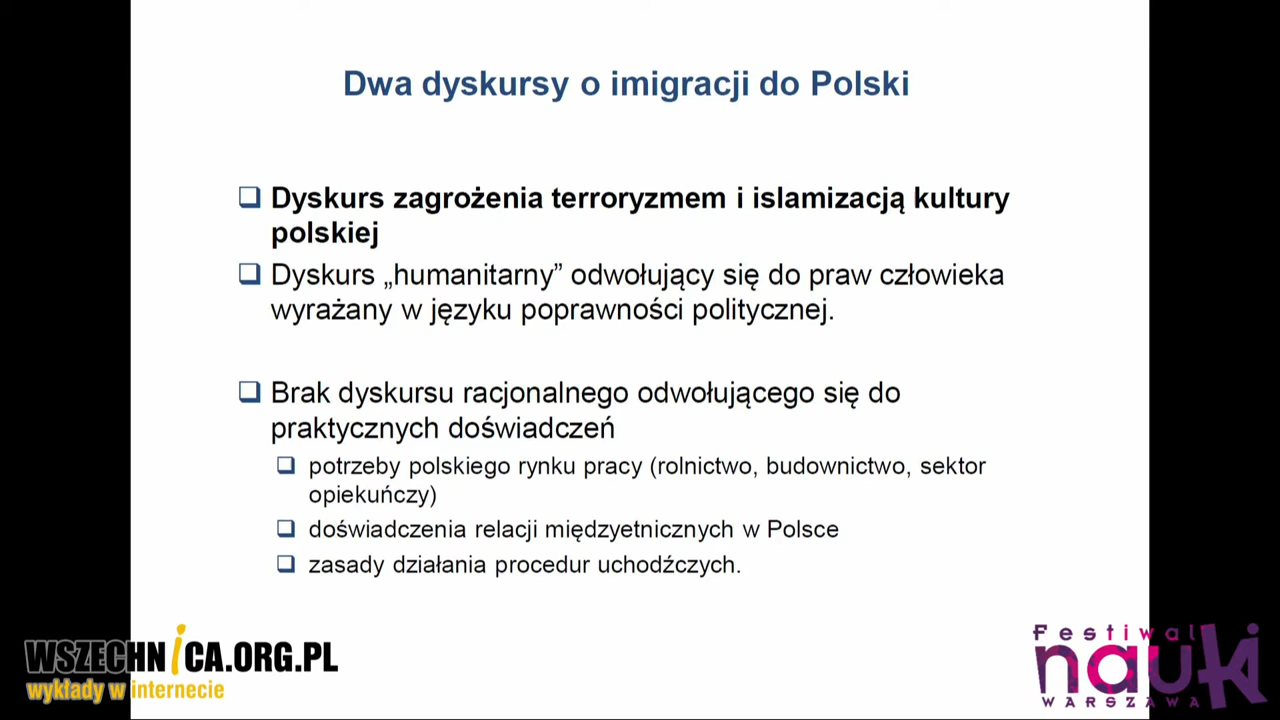 Dwa dyskursy o imigracji do Polski
Dyskurs zagrożenia terroryzmem i islamizacją kultury
polskiej
Dyskurs „humanitarny” odwołujący się do praw człowieka
wyrażany w języku poprawności politycznej.
Brak dyskursu racjonalnego odwołującego się do
praktycznych doświadczeń
potrzeby polskiego rynku pracy (rolnictwo, budownictwo, sektor
opiekuńczy)
doświadczenia relacji międzyetnicznych w Polsce
zasady działania procedur uchodźczych.
WSZECHNiCA.ORG.PL
wykłady w internecie
Festiwal
nauki
WARSZAWA